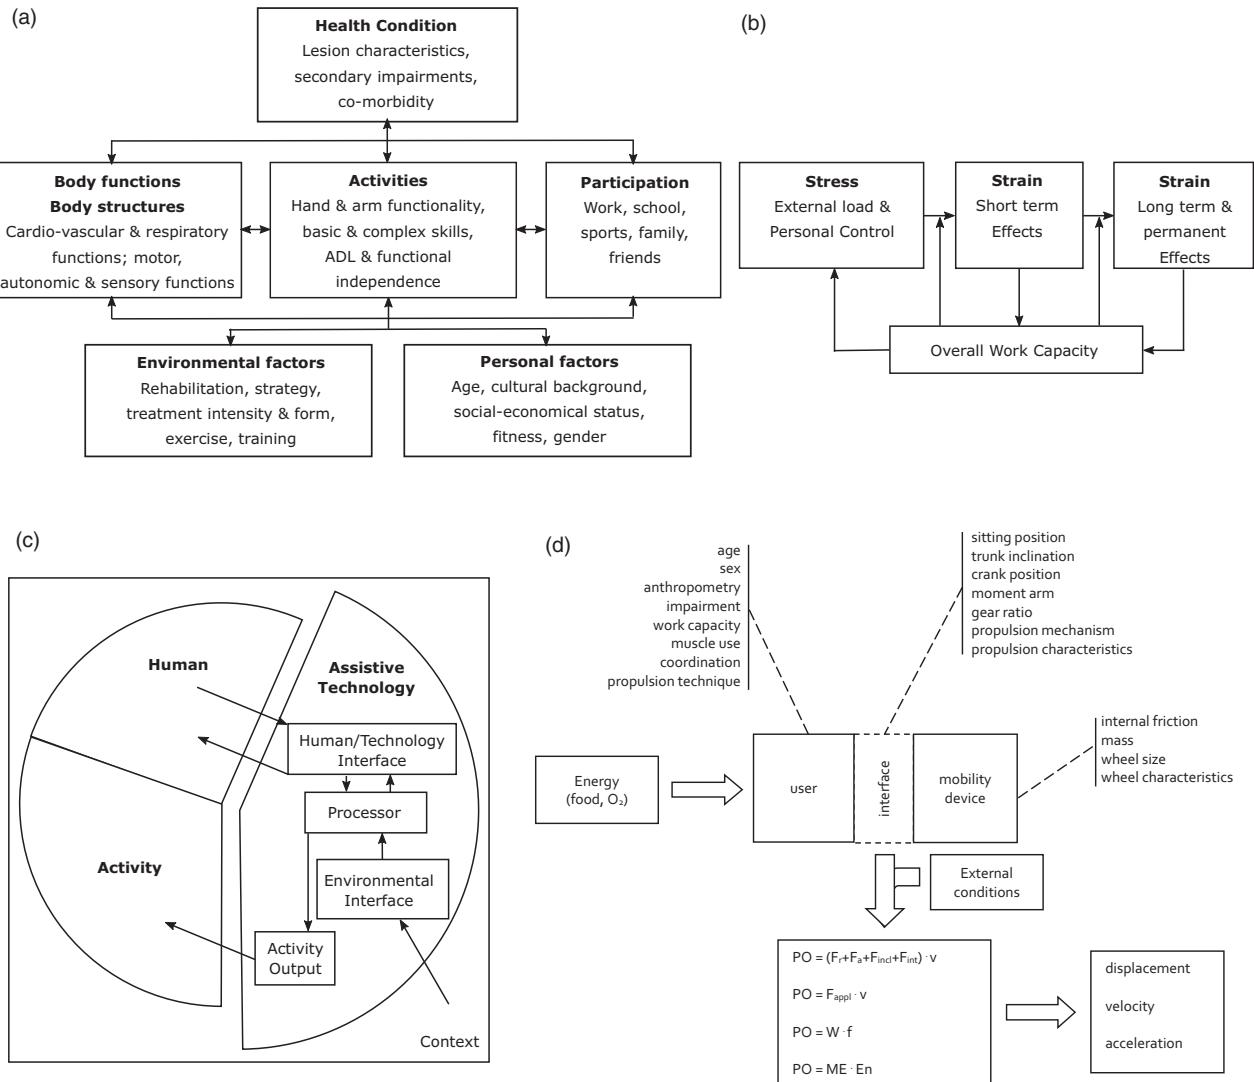 (a)
Health Condition
Lesion characteristics,
secondary impairments,
co-morbidity
Body functions
Body structures
Cardio-vascular & respiratory
functions; motor,
autonomic & sensory functions
Activities
Hand & arm functionality,
basic & complex skills,
ADL & functional
independence
Participation
Work, school,
sports, family,
friends
Environmental factors
Rehabilitation, strategy,
treatment intensity & form,
exercise, training
Personal factors
Age, cultural background,
social-economical status,
fitness, gender
(b)
Stress
External load &
Personal Control
Strain
Short term
Effects
Strain
Long term &
permanent
Effects
Overall Work Capacity
(c)
Human
Activity
Assistive
Technology
Human/Technology
Interface
Processor
Environmental
Interface
Activity
Output
Context
(d)
age
sex
anthropometry
impairment
work capacity
muscle use
coordination
propulsion technique
sitting position
trunk inclination
crank position
moment arm
gear ratio
propulsion mechanism
propulsion characteristics
internal friction
mass
wheel size
wheel characteristics
Energy
(food, O₂)
user
interface
mobility
device
External
conditions
PO = (Fᵣ+Fₐ+F_incl+F_int) · v
PO = F_appl · v
PO = W · f
PO = ME · En
displacement
velocity
acceleration